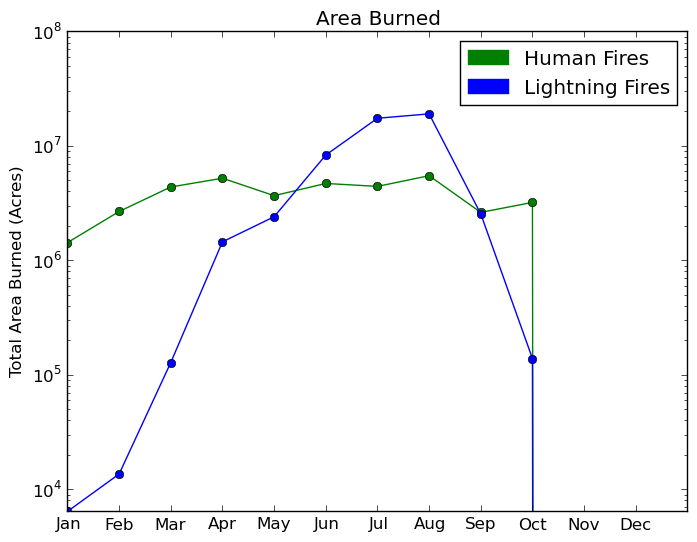 Area Burned
Human Fires
Lightning Fires
Total Area Burned (Acres)
10^8
10^7
10^6
10^5
10^4
Jan Feb Mar Apr May Jun Jul Aug Sep Oct Nov Dec